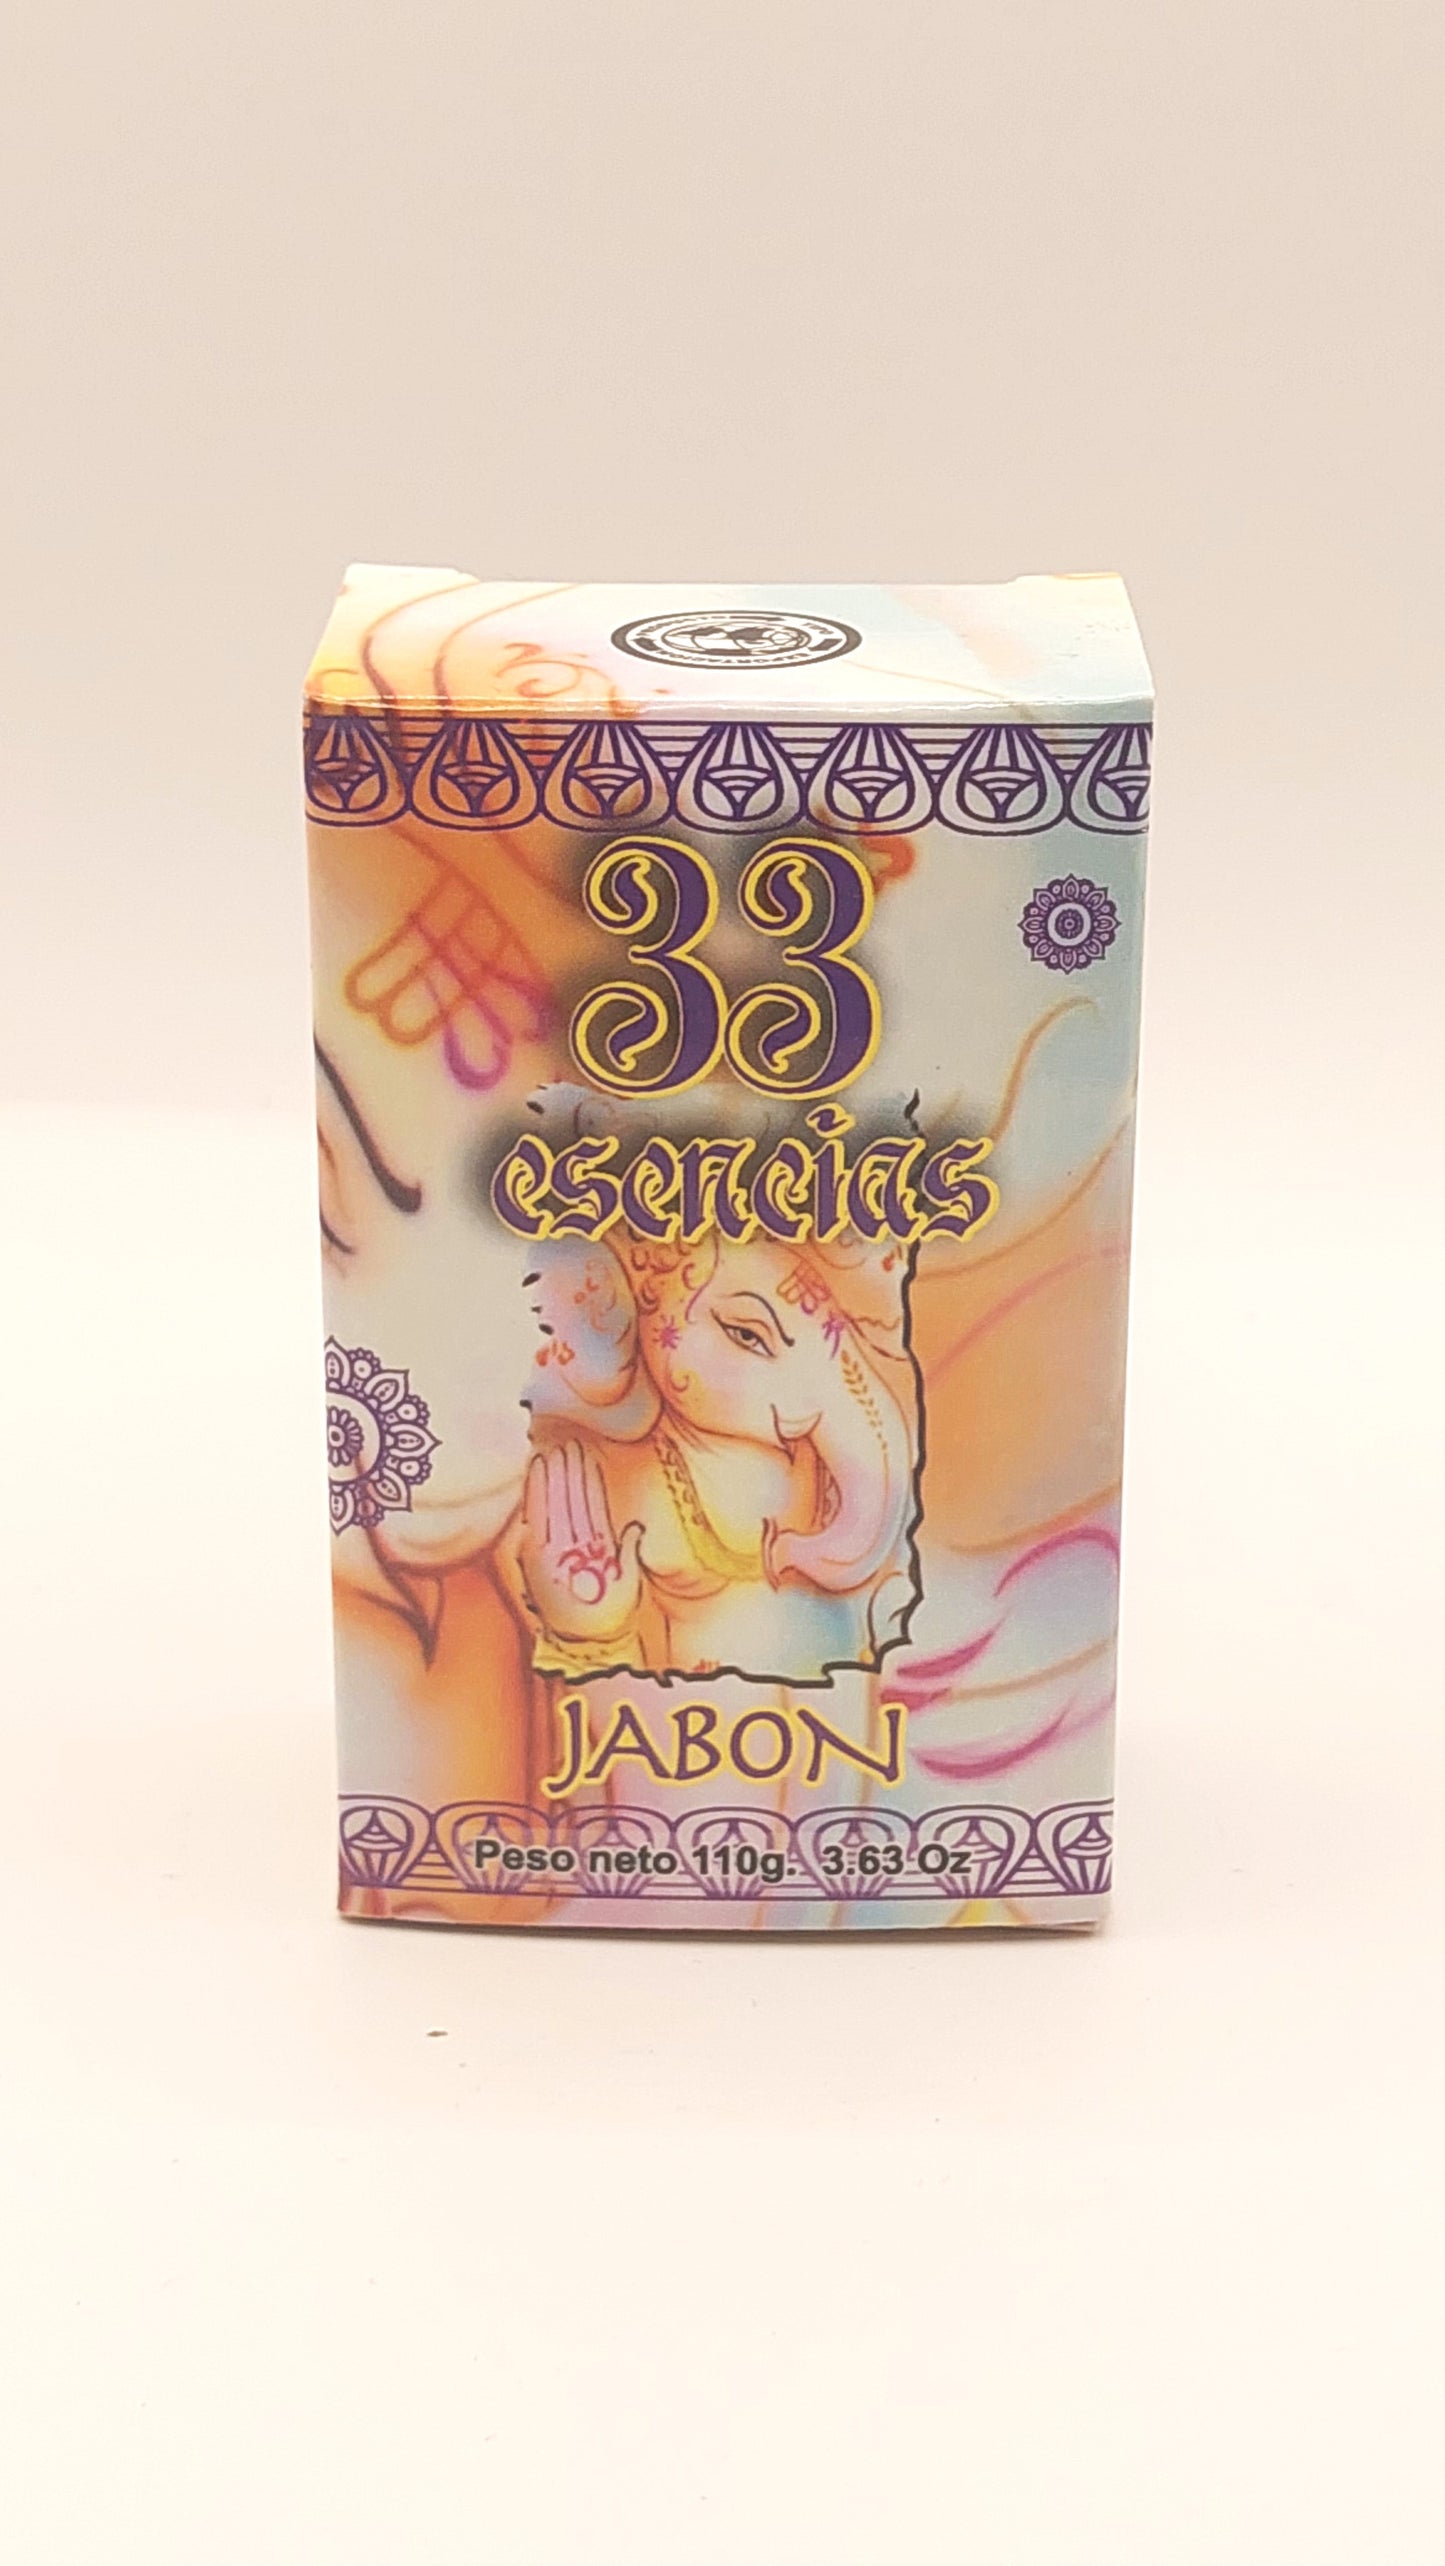 33
esencias
ॐ
JABON
Peso neto 110g. 3.63 Oz